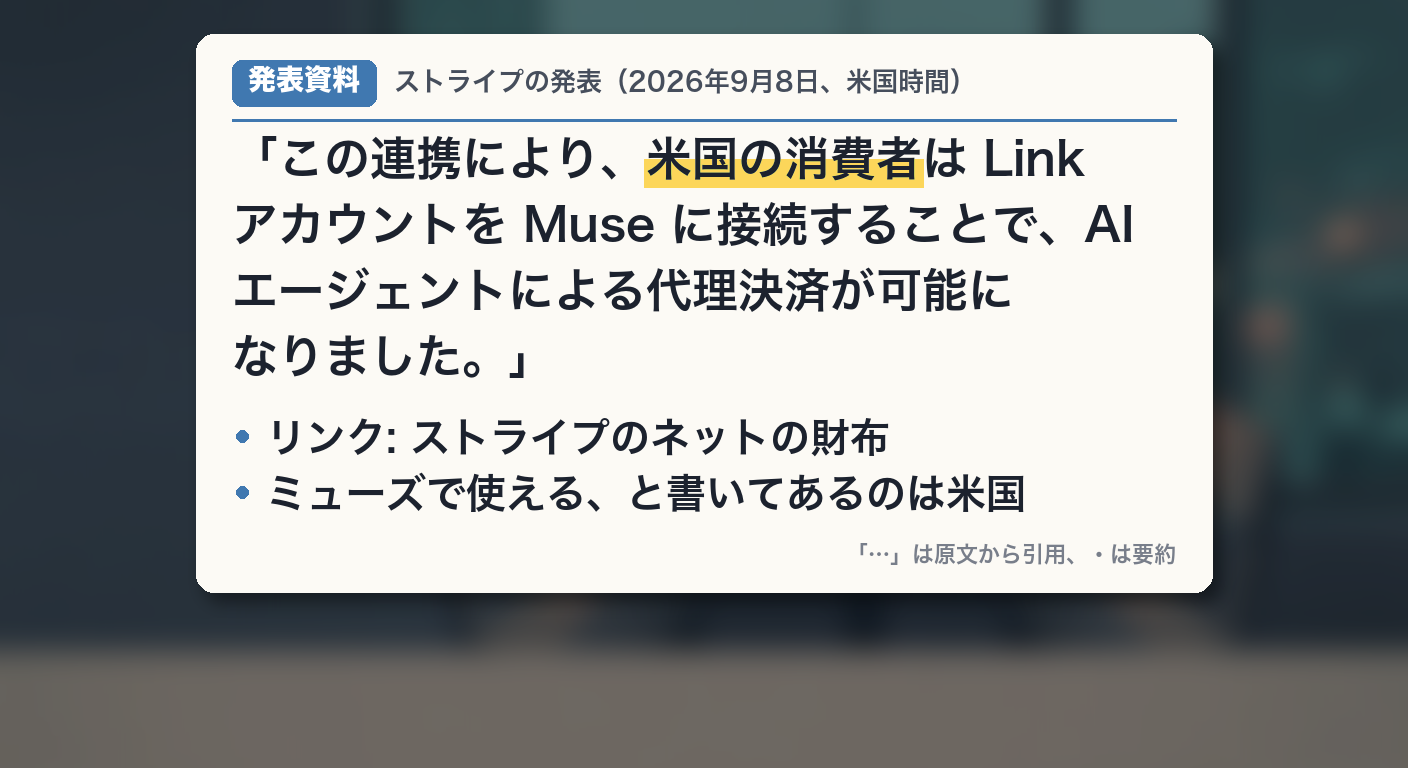 発表資料 ストライプの発表（2026年9月8日、米国時間）
「この連携により、米国の消費者は Link
アカウントを Muse に接続することで、AI
エージェントによる代理決済が可能に
なりました。」
• リンク: ストライプのネットの財布
• ミューズで使える、と書いてあるのは米国
「…」は原文から引用、・は要約